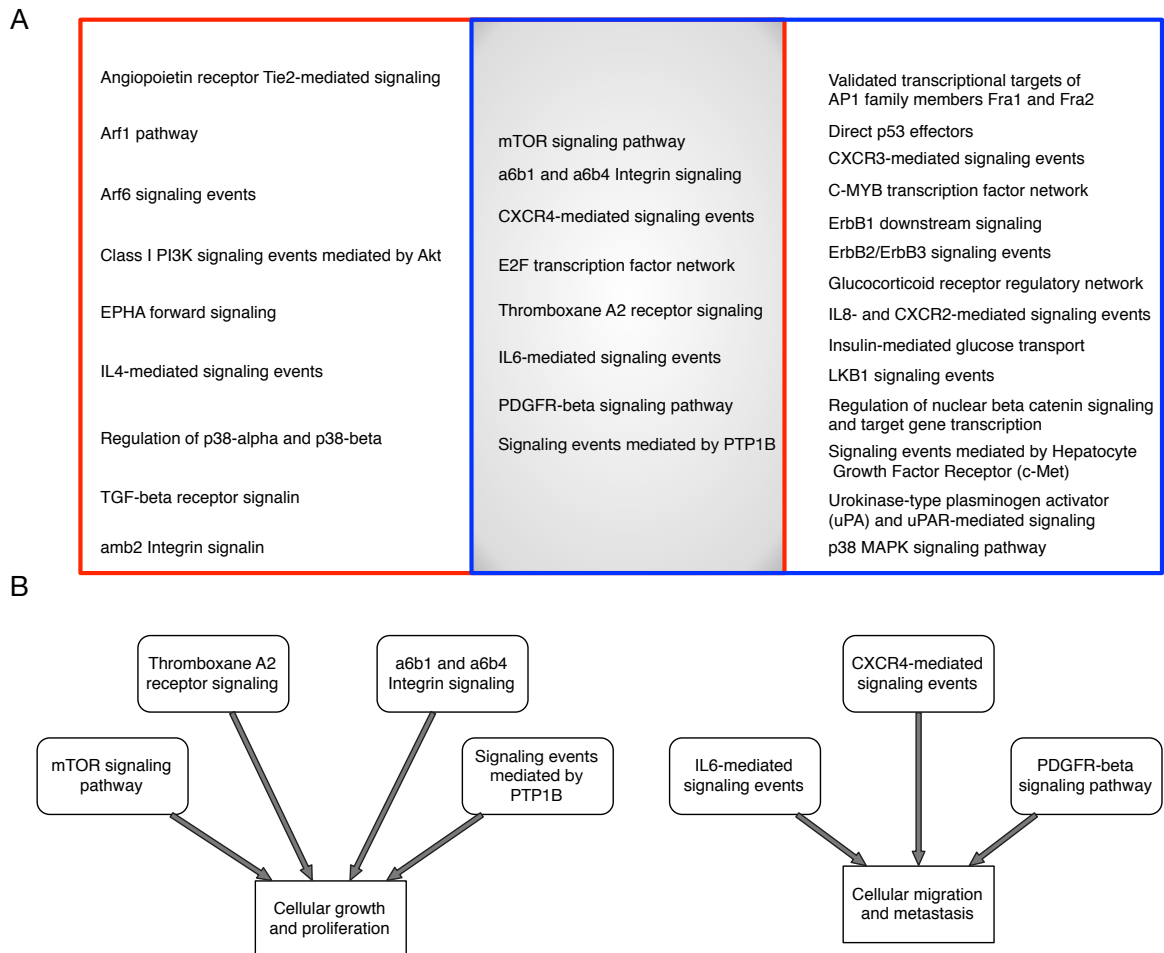 A
Angiopoietin receptor Tie2-mediated signaling
Arf1 pathway
Arf6 signaling events
Class I PI3K signaling events mediated by Akt
EPHA forward signaling
IL4-mediated signaling events
Regulation of p38-alpha and p38-beta
TGF-beta receptor signalin
amb2 Integrin signalin
mTOR signaling pathway
a6b1 and a6b4 Integrin signaling
CXCR4-mediated signaling events
E2F transcription factor network
Thromboxane A2 receptor signaling
IL6-mediated signaling events
PDGFR-beta signaling pathway
Signaling events mediated by PTP1B
Validated transcriptional targets of
AP1 family members Fra1 and Fra2
Direct p53 effectors
CXCR3-mediated signaling events
C-MYB transcription factor network
ErbB1 downstream signaling
ErbB2/ErbB3 signaling events
Glucocorticoid receptor regulatory network
IL8- and CXCR2-mediated signaling events
Insulin-mediated glucose transport
LKB1 signaling events
Regulation of nuclear beta catenin signaling
and target gene transcription
Signaling events mediated by Hepatocyte
Growth Factor Receptor (c-Met)
Urokinase-type plasminogen activator
(uPA) and uPAR-mediated signaling
p38 MAPK signaling pathway
B
Thromboxane A2
receptor signaling
a6b1 and a6b4
Integrin signaling
mTOR signaling
pathway
Signaling events
mediated by
PTP1B
Cellular growth
and proliferation
CXCR4-mediated
signaling events
IL6-mediated
signaling events
PDGFR-beta
signaling pathway
Cellular migration
and metastasis